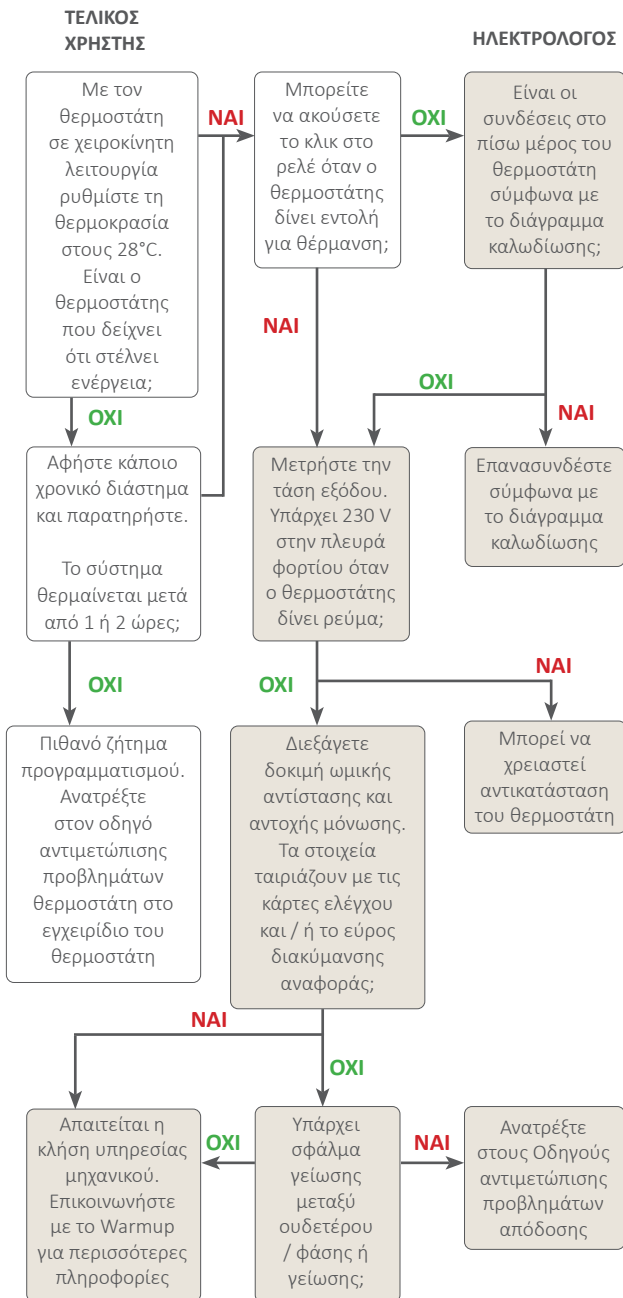 ΤΕΛΙΚΟΣ
ΧΡΗΣΤΗΣ
ΗΛΕΚΤΡΟΛΟΓΟΣ
Με τον
θερμοστάτη
σε χειροκίνητη
λειτουργία
ρυθμίστε τη
θερμοκρασία
στους 28°C.
Είναι ο
θερμοστάτης
που δείχνει
ότι στέλνει
ενέργεια;
ΝΑΙ
Μπορείτε
να ακούσετε
το κλικ στο
ρελέ όταν ο
θερμοστάτης
δίνει εντολή
για θέρμανση;
ΟΧΙ
Είναι οι
συνδέσεις στο
πίσω μέρος του
θερμοστάτη
σύμφωνα με
το διάγραμμα
καλωδίωσης;
ΝΑΙ
ΟΧΙ
ΟΧΙ
ΝΑΙ
Αφήστε κάποιο
χρονικό διάστημα
και παρατηρήστε.
Το σύστημα
θερμαίνεται μετά
από 1 ή 2 ώρες;
Μετρήστε την
τάση εξόδου.
Υπάρχει 230 V
στην πλευρά
φορτίου όταν
ο θερμοστάτης
δίνει ρεύμα;
Επανασυνδέστε
σύμφωνα με
το διάγραμμα
καλωδίωσης
ΟΧΙ
ΟΧΙ
ΝΑΙ
Πιθανό ζήτημα
προγραμματισμού.
Ανατρέξτε
στον οδηγό
αντιμετώπισης
προβλημάτων
θερμοστάτη στο
εγχειρίδιο του
θερμοστάτη
Διεξάγετε
δοκιμή ωμικής
αντίστασης και
αντοχής μόνωσης.
Τα στοιχεία
ταιριάζουν με τις
κάρτες ελέγχου
και / ή το εύρος
διακύμανσης
αναφοράς;
Μπορεί να
χρειαστεί
αντικατάσταση
του θερμοστάτη
ΝΑΙ
ΟΧΙ
Απαιτείται η
κλήση υπηρεσίας
μηχανικού.
Επικοινωνήστε
με το Warmup
για περισσότερες
πληροφορίες
ΟΧΙ
Υπάρχει
σφάλμα
γείωσης
μεταξύ
ουδετέρου
/ φάσης ή
γείωσης;
ΝΑΙ
Ανατρέξτε
στους Οδηγούς
αντιμετώπισης
προβλημάτων
απόδοσης